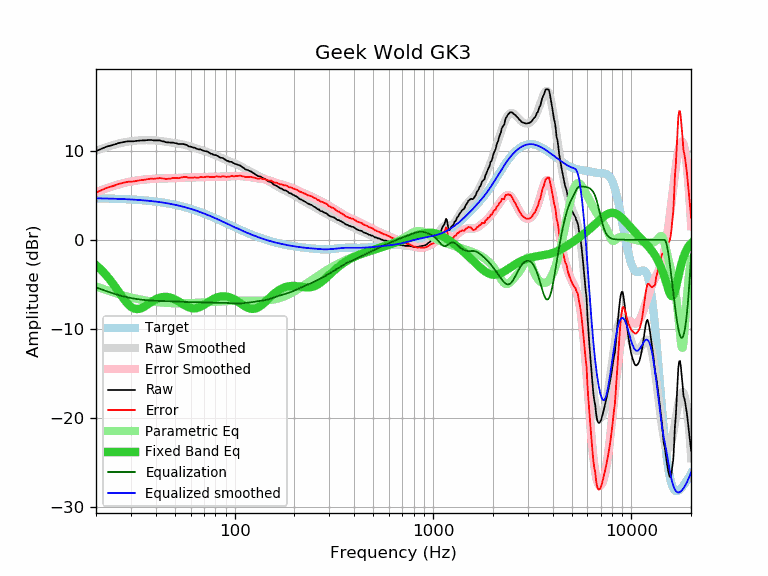 Geek Wold GK3
Amplitude (dBr)
10
0
−10
−20
−30
Target
Raw Smoothed
Error Smoothed
Raw
Error
Parametric Eq
Fixed Band Eq
Equalization
Equalized smoothed
100
1000
10000
Frequency (Hz)